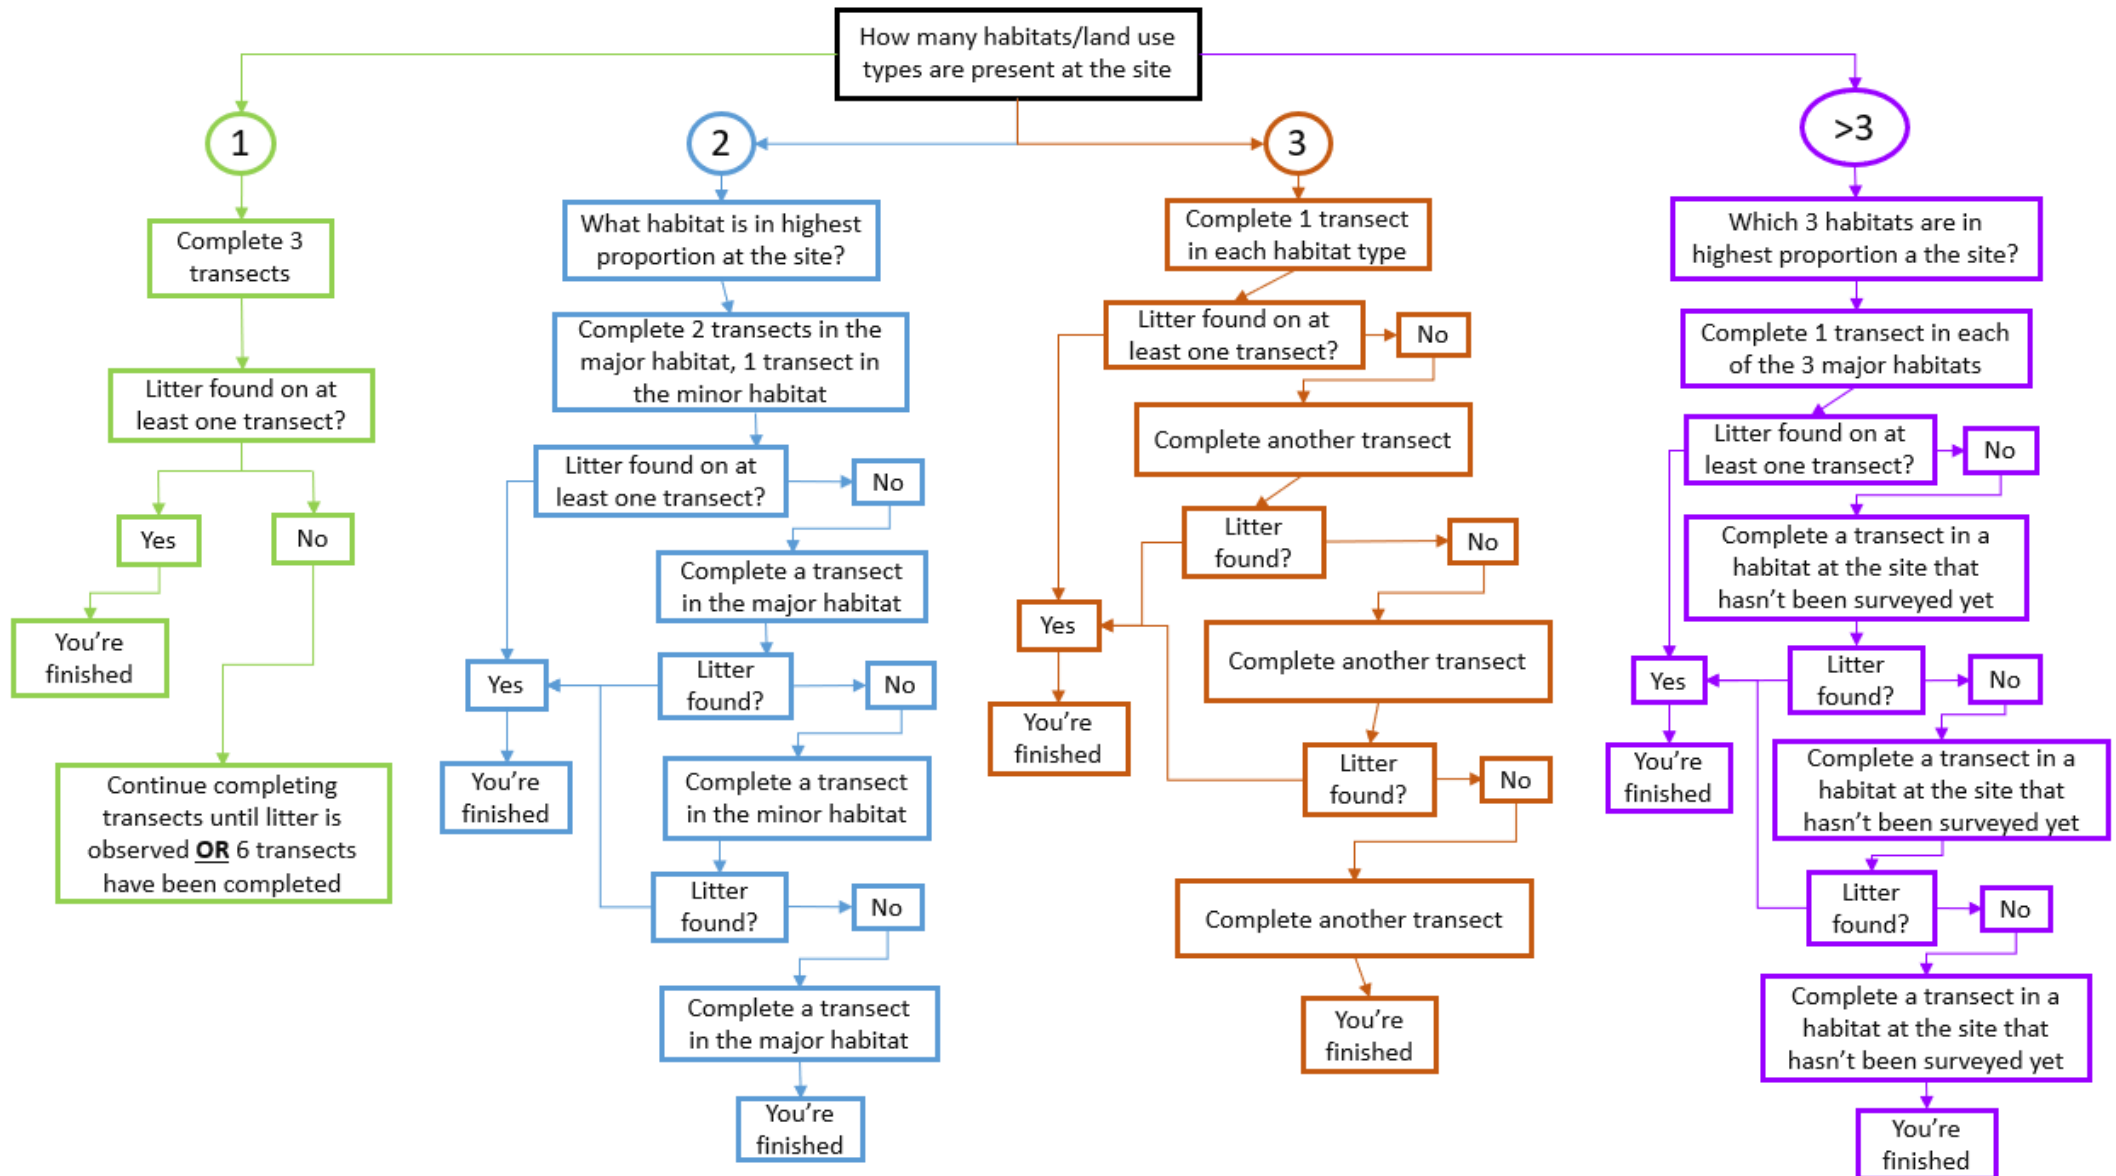 How many habitats/land use
types are present at the site
1
Complete 3
transects
Litter found on at
least one transect?
Yes
No
You're
finished
Continue completing
transects until litter is
observed OR 6 transects
have been completed
2
What habitat is in highest
proportion at the site?
Complete 2 transects in the
major habitat, 1 transect in
the minor habitat
Litter found on at
least one transect?
No
Complete a transect
in the major habitat
Litter
found?
No
Yes
You're
finished
Complete a transect
in the minor habitat
Litter
found?
No
Complete a transect
in the major habitat
You're
finished
3
Complete 1 transect
in each habitat type
Litter found on at
least one transect?
No
Complete another transect
Litter
found?
No
Yes
You're
finished
Complete another transect
Litter
found?
No
Complete another transect
You're
finished
>3
Which 3 habitats are in
highest proportion a the site?
Complete 1 transect in each
of the 3 major habitats
Litter found on at
least one transect?
No
Complete a transect in a
habitat at the site that
hasn't been surveyed yet
Litter
found?
No
Yes
You're
finished
Complete a transect in a
habitat at the site that
hasn't been surveyed yet
Litter
found?
No
Complete a transect in a
habitat at the site that
hasn't been surveyed yet
You're
finished